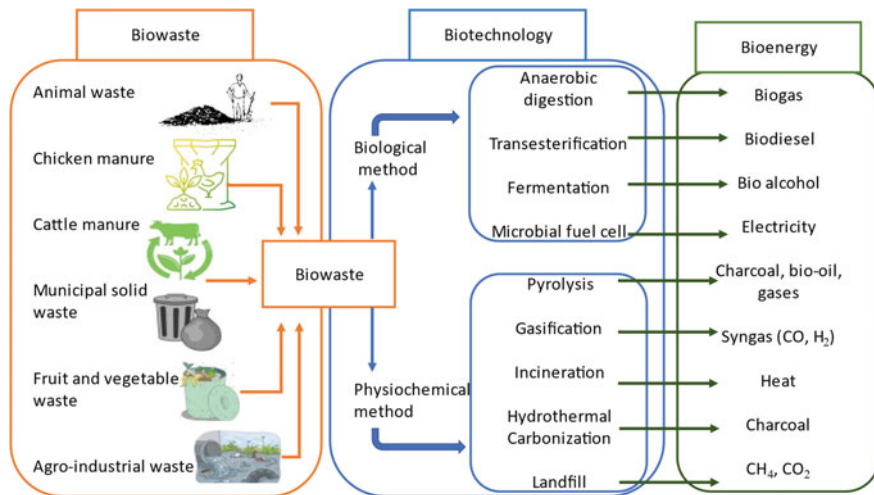 Biowaste
Biotechnology
Bioenergy
Animal waste
Chicken manure
Cattle manure
Municipal solid
waste
Fruit and vegetable
waste
Agro-industrial waste
Biowaste
Biological
method
Physiochemical
method
Anaerobic
digestion
Transesterification
Fermentation
Microbial fuel cell
Pyrolysis
Gasification
Incineration
Hydrothermal
Carbonization
Landfill
Biogas
Biodiesel
Bio alcohol
Electricity
Charcoal, bio-oil,
gases
Syngas (CO, H₂)
Heat
Charcoal
CH₄, CO₂